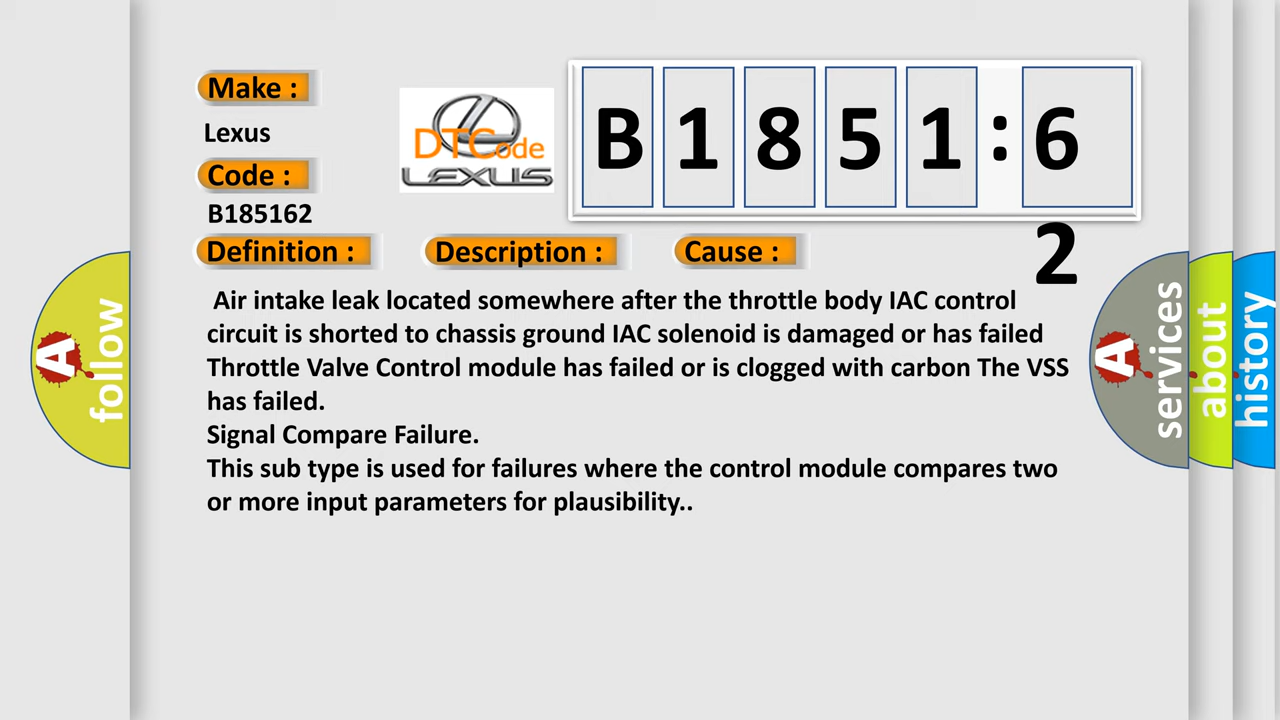 Make :
Lexus
Code :
B185162
DTCode
LEXUS
B1851:6
2
Definition :
Description :
Cause :
Air intake leak located somewhere after the throttle body IAC control
circuit is shorted to chassis ground IAC solenoid is damaged or has failed
Throttle Valve Control module has failed or is clogged with carbon The VSS
has failed.
Signal Compare Failure.
This sub type is used for failures where the control module compares two
or more input parameters for plausibility..
A
follow
A
services
about
history